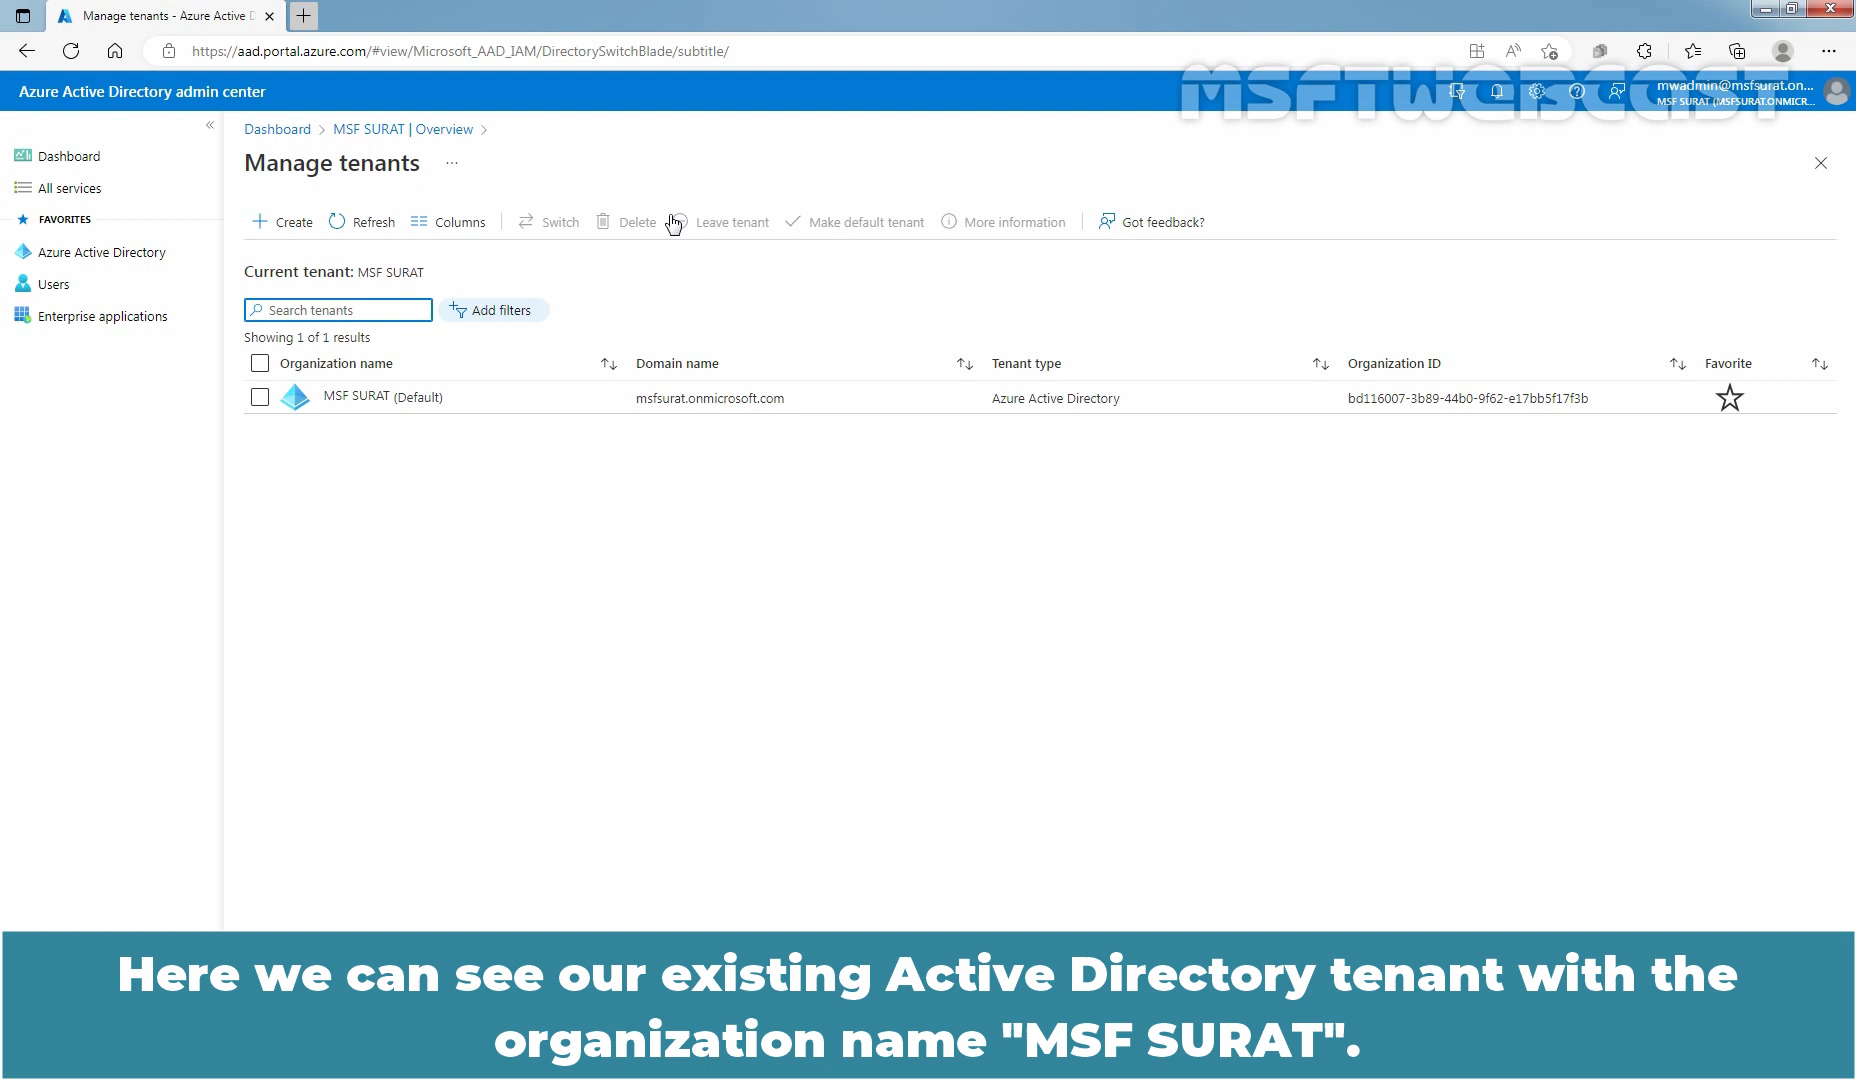 Manage tenants - Azure Active D
https://aad.portal.azure.com/#view/Microsoft_AAD_IAM/DirectorySwitchBlade/subtitle/
Azure Active Directory admin center
MSFTWEBCAST
mwadmin@msfsurat.on...
MSF SURAT (MSFSURAT.ONMICR...
Dashboard
All services
FAVORITES
Azure Active Directory
Users
Enterprise applications
Dashboard > MSF SURAT | Overview >
Manage tenants ...
Create Refresh Columns Switch Delete Leave tenant Make default tenant More information Got feedback?
Current tenant: MSF SURAT
Search tenants Add filters
Showing 1 of 1 results
Organization name Domain name Tenant type Organization ID Favorite
MSF SURAT (Default) msfsurat.onmicrosoft.com Azure Active Directory bd116007-3b89-44b0-9f62-e17bb5f17f3b
Here we can see our existing Active Directory tenant with the
organization name "MSF SURAT".